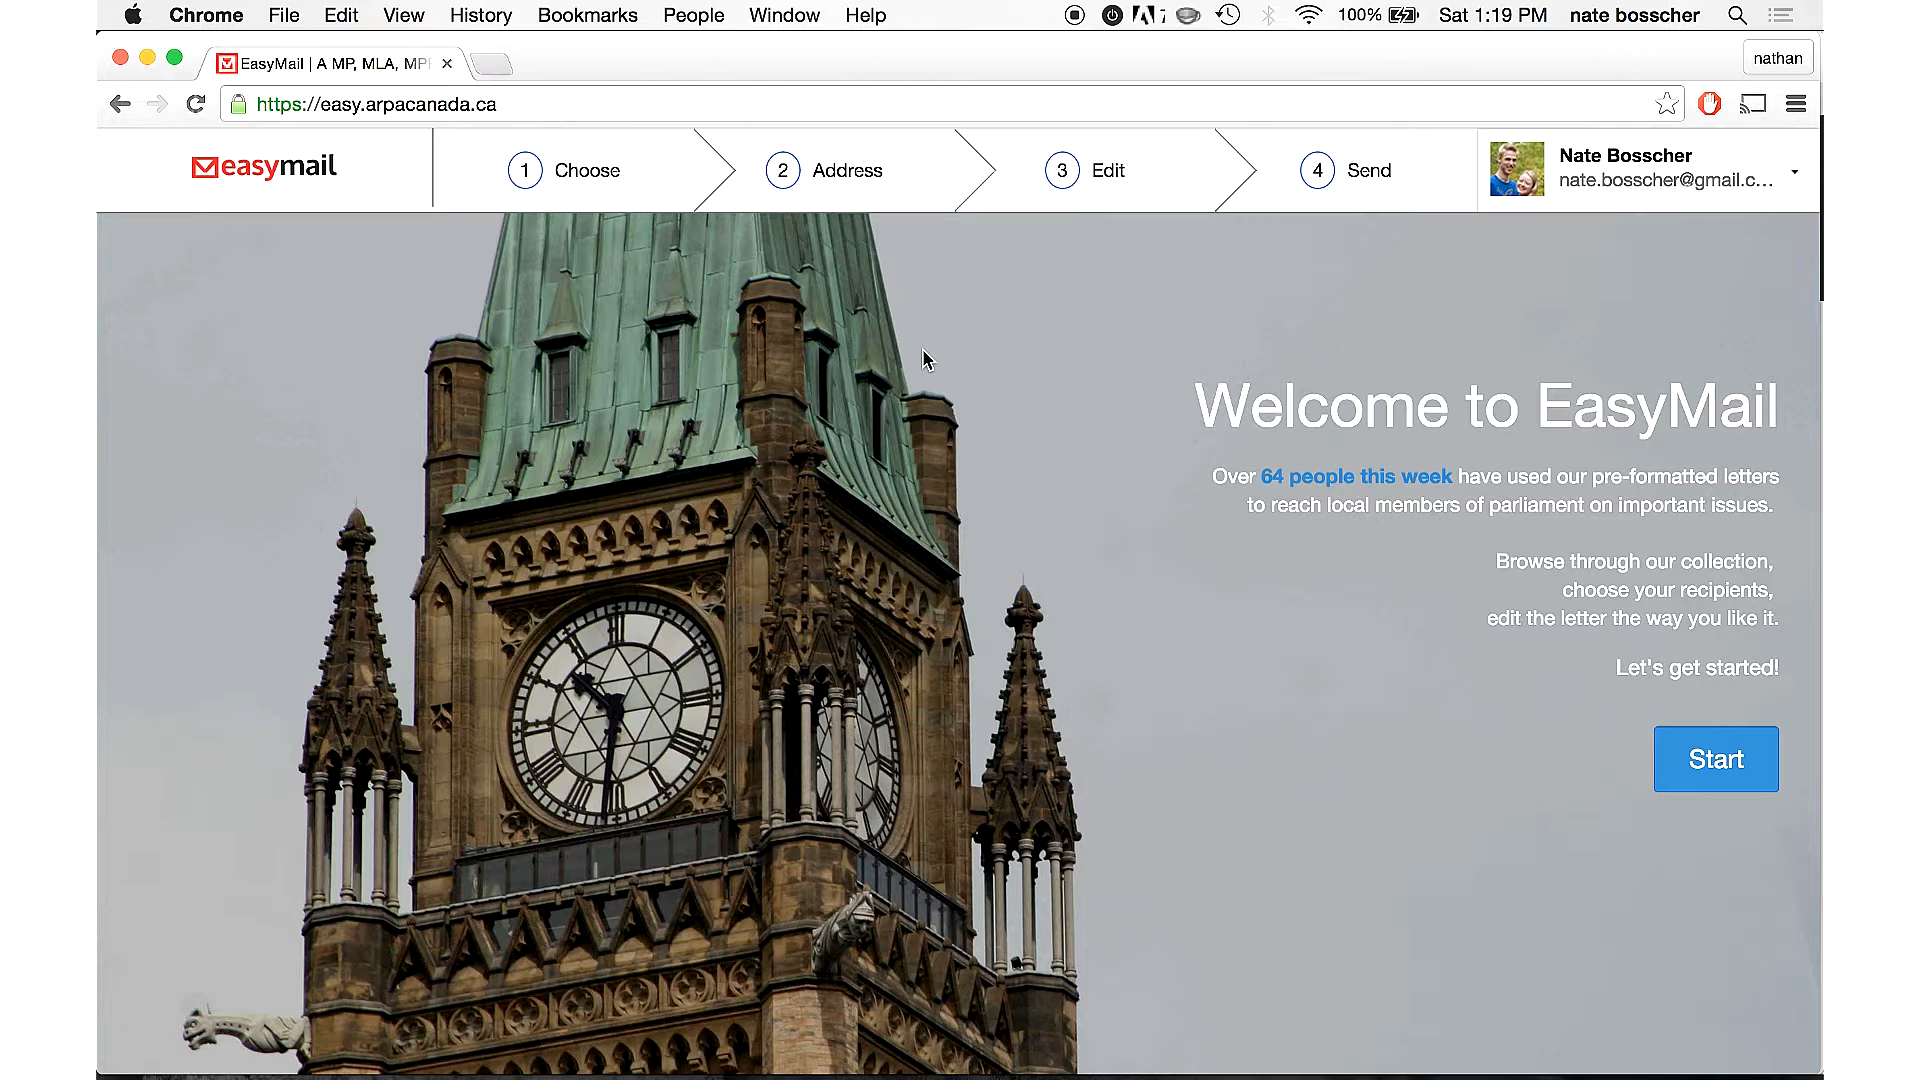 Chrome File Edit View History Bookmarks People Window Help 7 100% Sat 1:19 PM nate bosscher
EasyMail | A MP, MLA, MPP nathan
https://easy.arpacanada.ca
easymail 1 Choose 2 Address 3 Edit 4 Send
Nate Bosscher
nate.bosscher@gmail.c...
Welcome to EasyMail
Over 64 people this week have used our pre-formatted letters
to reach local members of parliament on important issues.
Browse through our collection,
choose your recipients,
edit the letter the way you like it.
Let's get started!
Start